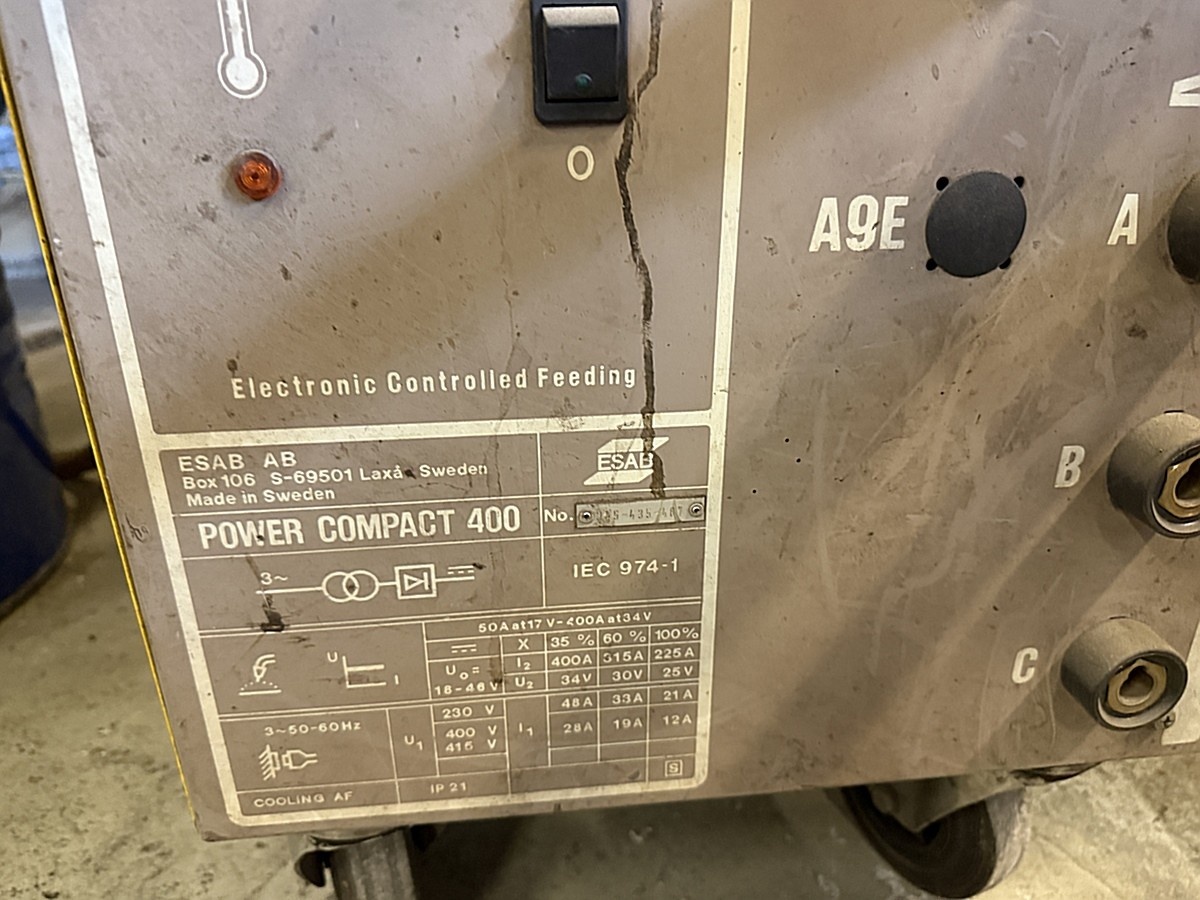 O
A9E
A
Electronic Controlled Feeding
ESAB AB
Box 106 S-69501 Laxå Sweden
Made in Sweden
ESAB
POWER COMPACT 400
No.
3~
IEC 974-1
50A at 17 V - 400A at 34 V
X 35 % 60 % 100%
U₀= I₂ 400A 315A 225A
18-46V U₂ 34V 30V 25V
U I
3~50-60Hz
U₁ 230 V I₁ 48A 33A 21A
400 V 28A 19A 12A
415 V
S
COOLING AF IP 21
B
C